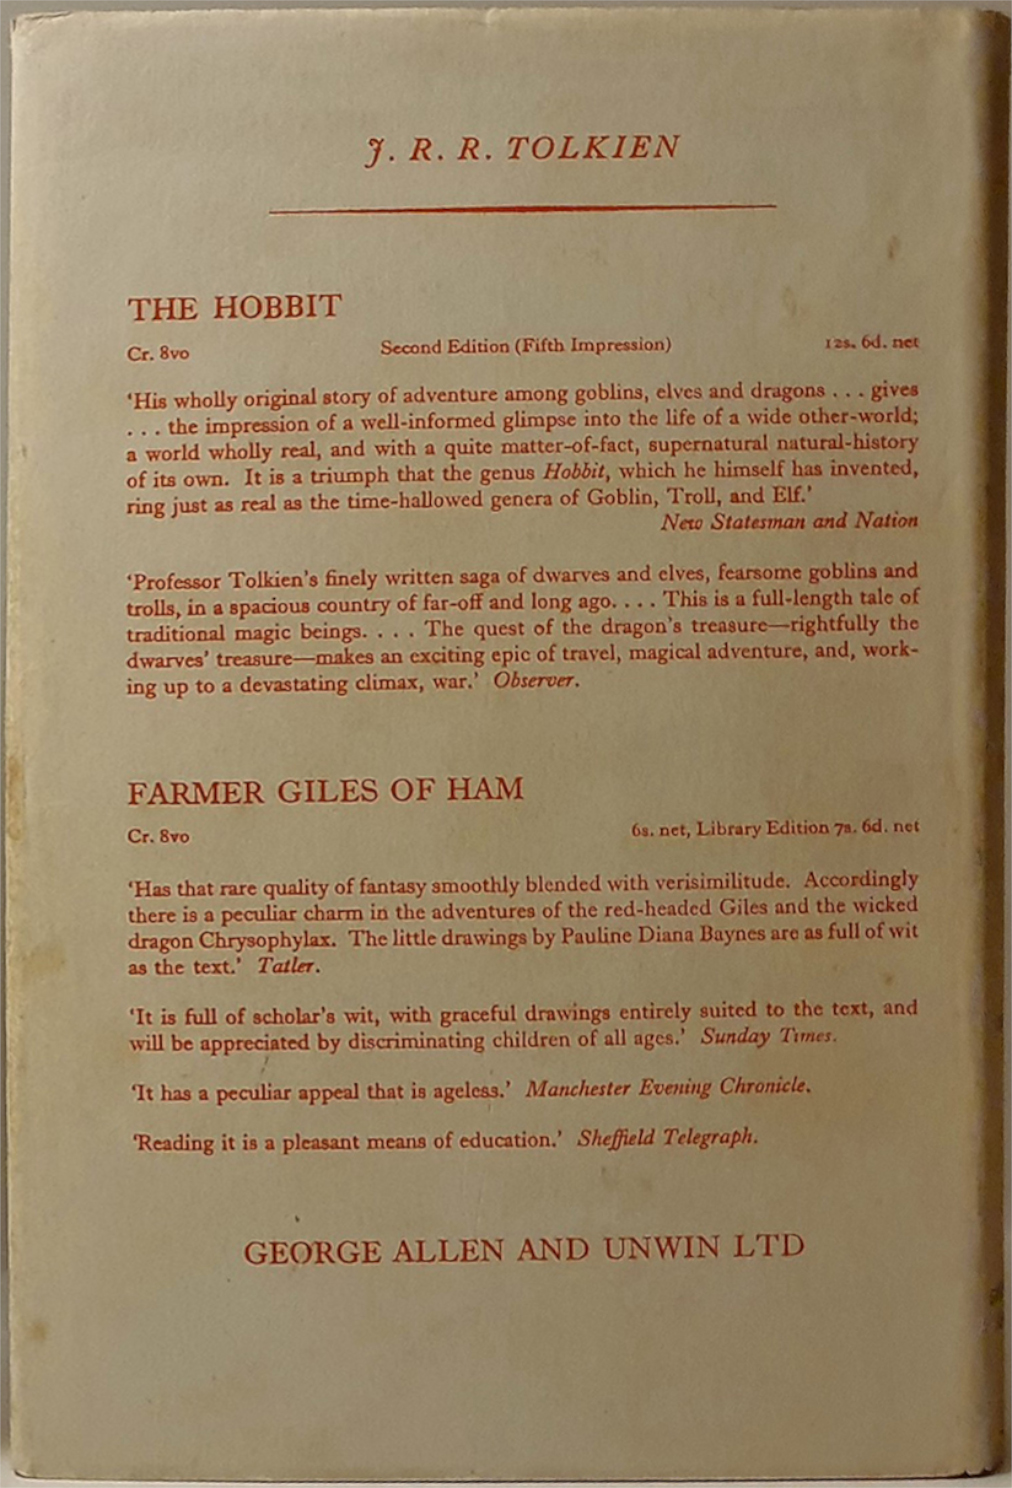 J. R. R. TOLKIEN
THE HOBBIT
Cr. 8vo Second Edition (Fifth Impression) 12s. 6d. net
‘His wholly original story of adventure among goblins, elves and dragons . . . gives
. . . the impression of a well-informed glimpse into the life of a wide other-world;
a world wholly real, and with a quite matter-of-fact, supernatural natural-history
of its own. It is a triumph that the genus Hobbit, which he himself has invented,
ring just as real as the time-hallowed genera of Goblin, Troll, and Elf.’
New Statesman and Nation
‘Professor Tolkien’s finely written saga of dwarves and elves, fearsome goblins and
trolls, in a spacious country of far-off and long ago. . . . This is a full-length tale of
traditional magic beings. . . . The quest of the dragon’s treasure—rightfully the
dwarves’ treasure—makes an exciting epic of travel, magical adventure, and, work-
ing up to a devastating climax, war.’ Observer.
FARMER GILES OF HAM
Cr. 8vo 6s. net, Library Edition 7s. 6d. net
‘Has that rare quality of fantasy smoothly blended with verisimilitude. Accordingly
there is a peculiar charm in the adventures of the red-headed Giles and the wicked
dragon Chrysophylax. The little drawings by Pauline Diana Baynes are as full of wit
as the text.’ Tatler.
‘It is full of scholar’s wit, with graceful drawings entirely suited to the text, and
will be appreciated by discriminating children of all ages.’ Sunday Times.
‘It has a peculiar appeal that is ageless.’ Manchester Evening Chronicle.
‘Reading it is a pleasant means of education.’ Sheffield Telegraph.
GEORGE ALLEN AND UNWIN LTD